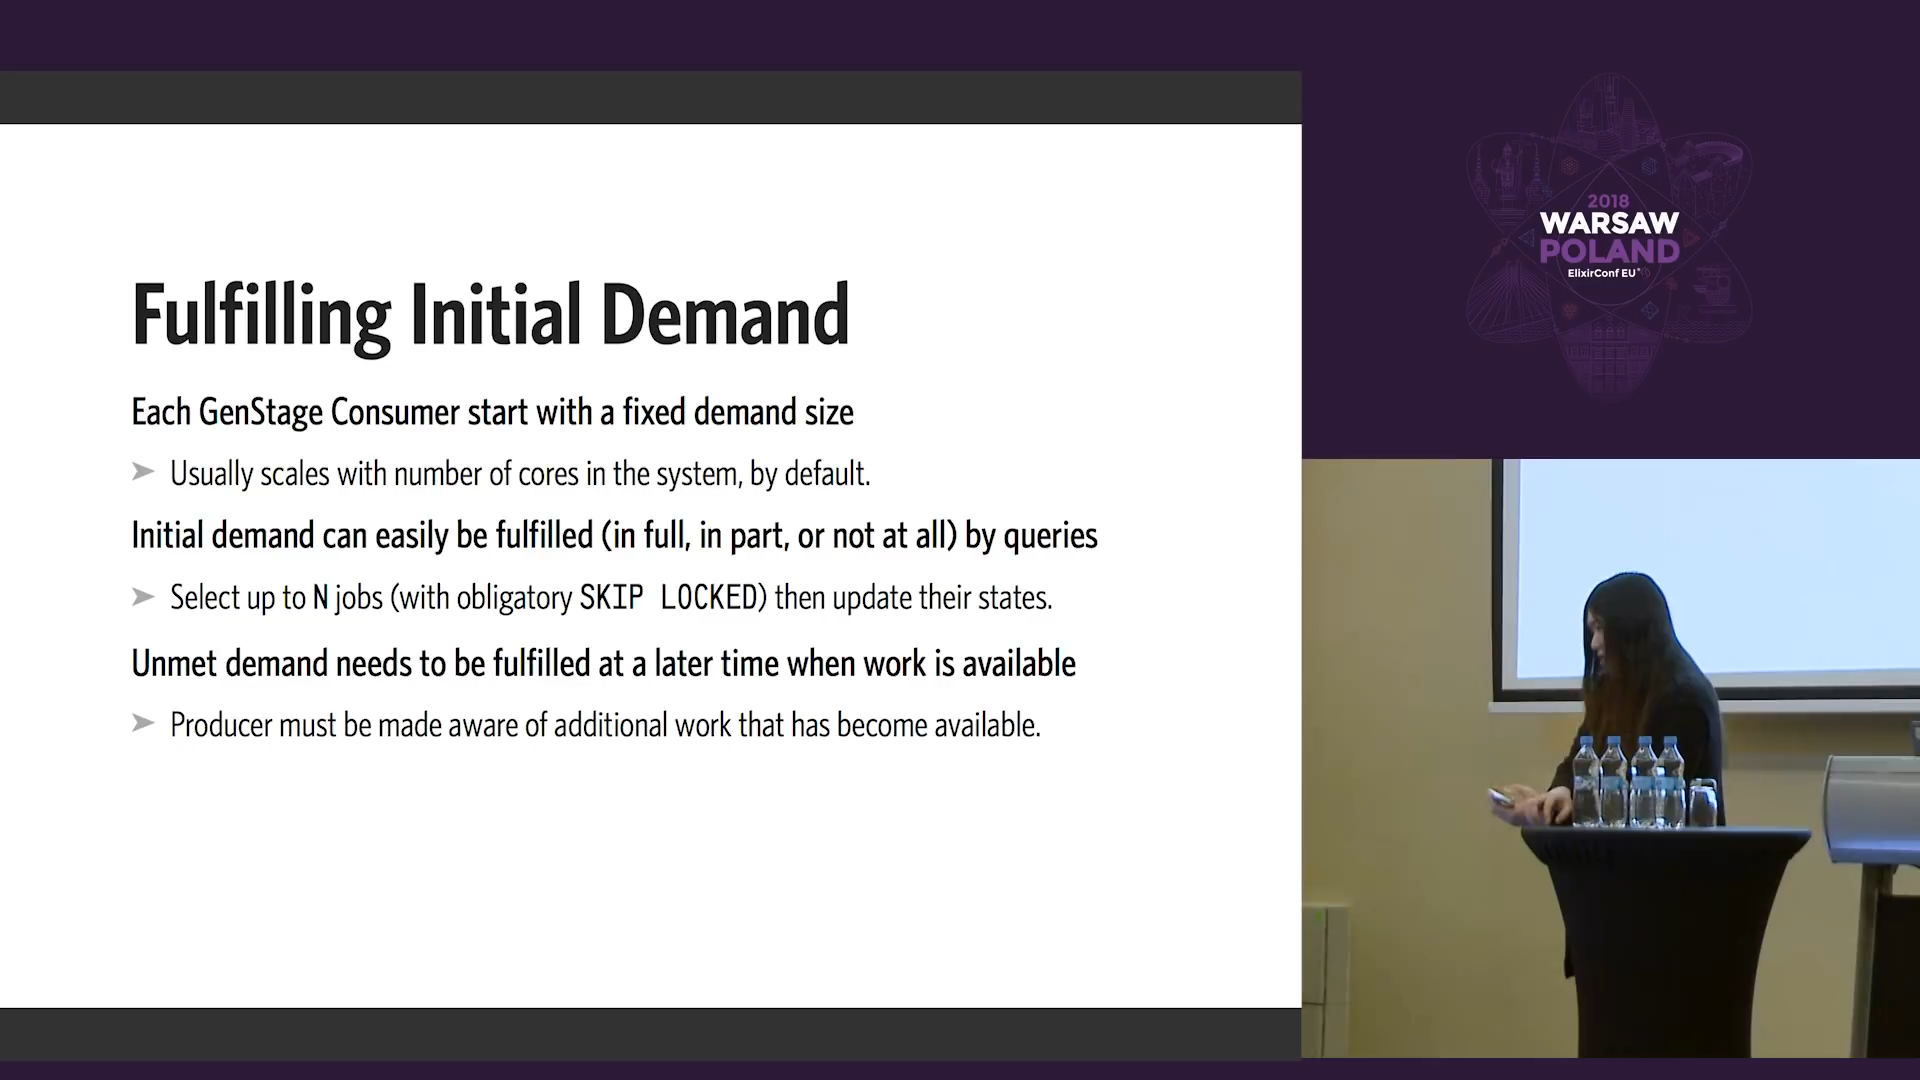 Fulfilling Initial Demand
Each GenStage Consumer start with a fixed demand size
➤ Usually scales with number of cores in the system, by default.
Initial demand can easily be fulfilled (in full, in part, or not at all) by queries
➤ Select up to N jobs (with obligatory SKIP LOCKED) then update their states.
Unmet demand needs to be fulfilled at a later time when work is available
➤ Producer must be made aware of additional work that has become available.
2018
WARSAW
POLAND
ElixirConf EU